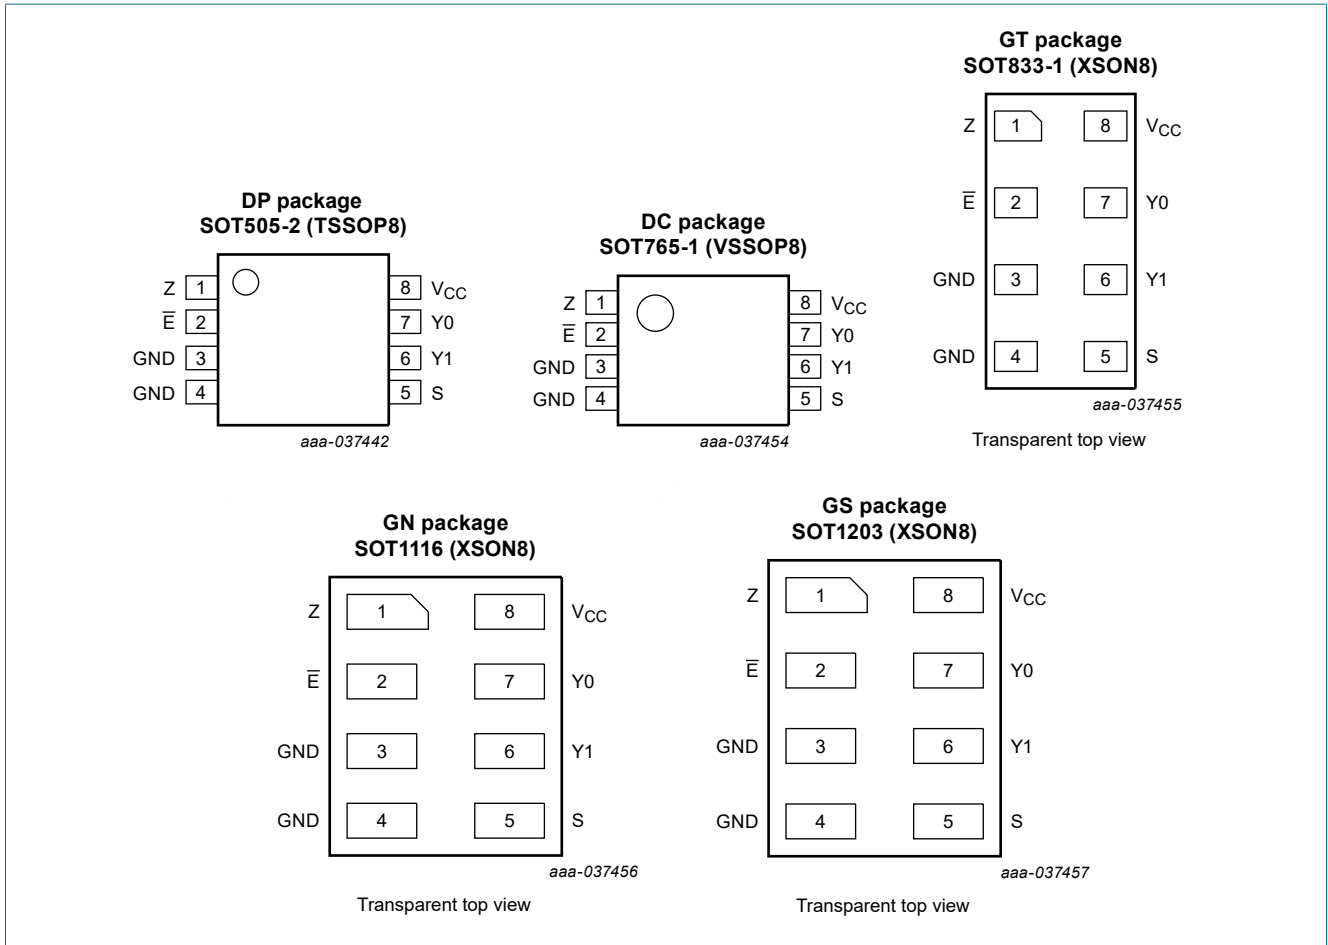 GT package
SOT833-1 (XSON8)
Z 1 8 VCC
E̅ 2 7 Y0
GND 3 6 Y1
GND 4 5 S
aaa-037455
Transparent top view
DP package
SOT505-2 (TSSOP8)
Z 1 8 VCC
E̅ 2 7 Y0
GND 3 6 Y1
GND 4 5 S
aaa-037442
DC package
SOT765-1 (VSSOP8)
Z 1 8 VCC
E̅ 2 7 Y0
GND 3 6 Y1
GND 4 5 S
aaa-037454
GN package
SOT1116 (XSON8)
Z 1 8 VCC
E̅ 2 7 Y0
GND 3 6 Y1
GND 4 5 S
aaa-037456
Transparent top view
GS package
SOT1203 (XSON8)
Z 1 8 VCC
E̅ 2 7 Y0
GND 3 6 Y1
GND 4 5 S
aaa-037457
Transparent top view